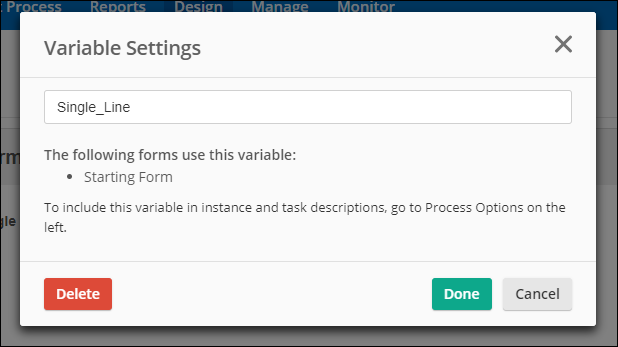 Process Reports Design Manage Monitor
Variable Settings
Single_Line
The following forms use this variable:
• Starting Form
To include this variable in instance and task descriptions, go to Process Options on the
left.
Delete Done Cancel